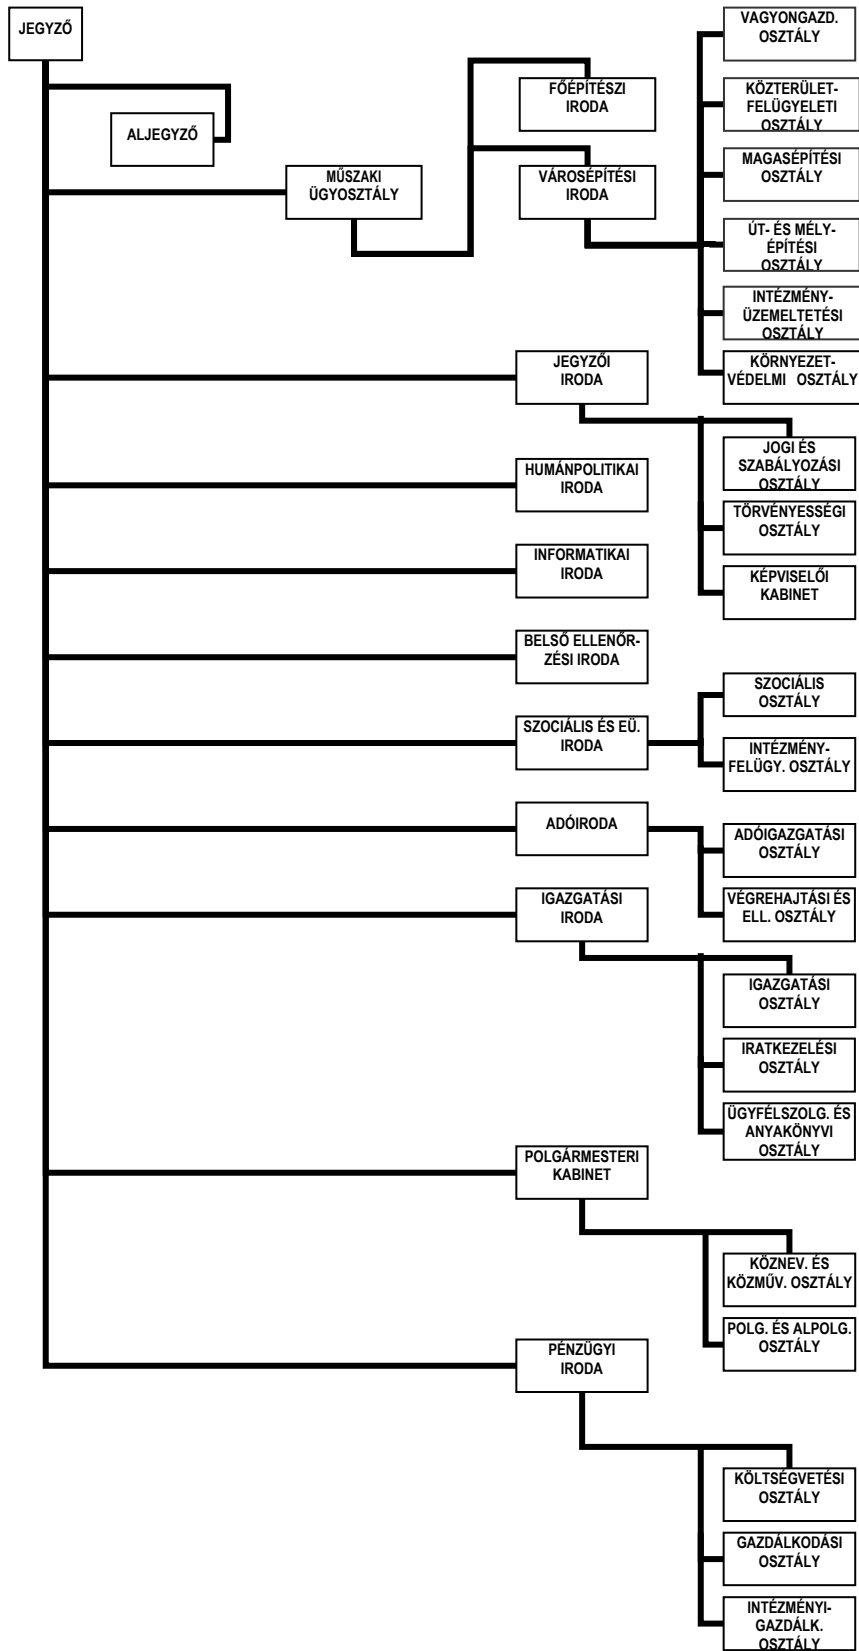 JEGYZŐ
ALJEGYZŐ
MŰSZAKI
ÜGYOSZTÁLY
FŐÉPÍTÉSZI
IRODA
VÁROSÉPÍTÉSI
IRODA
VAGYONGAZD.
OSZTÁLY
KÖZTERÜLET-
FELÜGYELETI
OSZTÁLY
MAGASÉPÍTÉSI
OSZTÁLY
ÚT- ÉS MÉLY-
ÉPÍTÉSI
OSZTÁLY
INTÉZMÉNY-
ÜZEMELTETÉSI
OSZTÁLY
KÖRNYEZET-
VÉDELMI OSZTÁLY
JEGYZŐI
IRODA
JOGI ÉS
SZABÁLYOZÁSI
OSZTÁLY
TÖRVÉNYESSÉGI
OSZTÁLY
KÉPVISELŐI
KABINET
HUMÁNPOLITIKAI
IRODA
INFORMATIKAI
IRODA
BELSŐ ELLENŐR-
ZÉSI IRODA
SZOCIÁLIS ÉS EÜ.
IRODA
SZOCIÁLIS
OSZTÁLY
INTÉZMÉNY-
FELÜGY. OSZTÁLY
ADÓIRODA
ADÓIGAZGATÁSI
OSZTÁLY
VÉGREHAJTÁSI ÉS
ELL. OSZTÁLY
IGAZGATÁSI
IRODA
IGAZGATÁSI
OSZTÁLY
IRATKEZELÉSI
OSZTÁLY
ÜGYFÉLSZOLG. ÉS
ANYAKÖNYVI
OSZTÁLY
POLGÁRMESTERI
KABINET
KÖZNEV. ÉS
KÖZMŰV. OSZTÁLY
POLG. ÉS ALPOLG.
OSZTÁLY
PÉNZÜGYI
IRODA
KÖLTSÉGVETÉSI
OSZTÁLY
GAZDÁLKODÁSI
OSZTÁLY
INTÉZMÉNYI-
GAZDÁLK.
OSZTÁLY